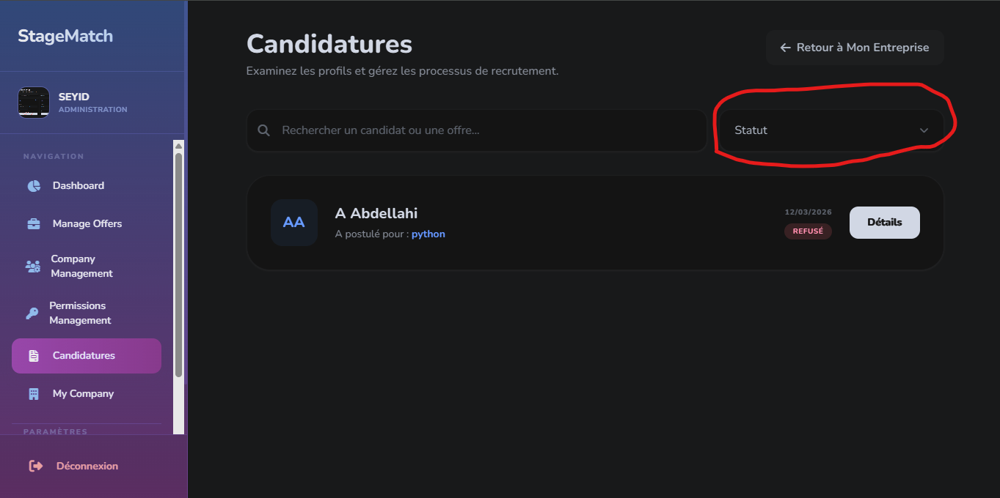 StageMatch
SEYID
ADMINISTRATION
NAVIGATION
Dashboard
Manage Offers
Company
Management
Permissions
Management
Candidatures
My Company
PARAMÈTRES
Déconnexion
Candidatures
Examinez les profils et gérez les processus de recrutement.
← Retour à Mon Entreprise
Rechercher un candidat ou une offre...
Statut
AA
A Abdellahi
A postulé pour : python
12/03/2026
REFUSÉ
Détails